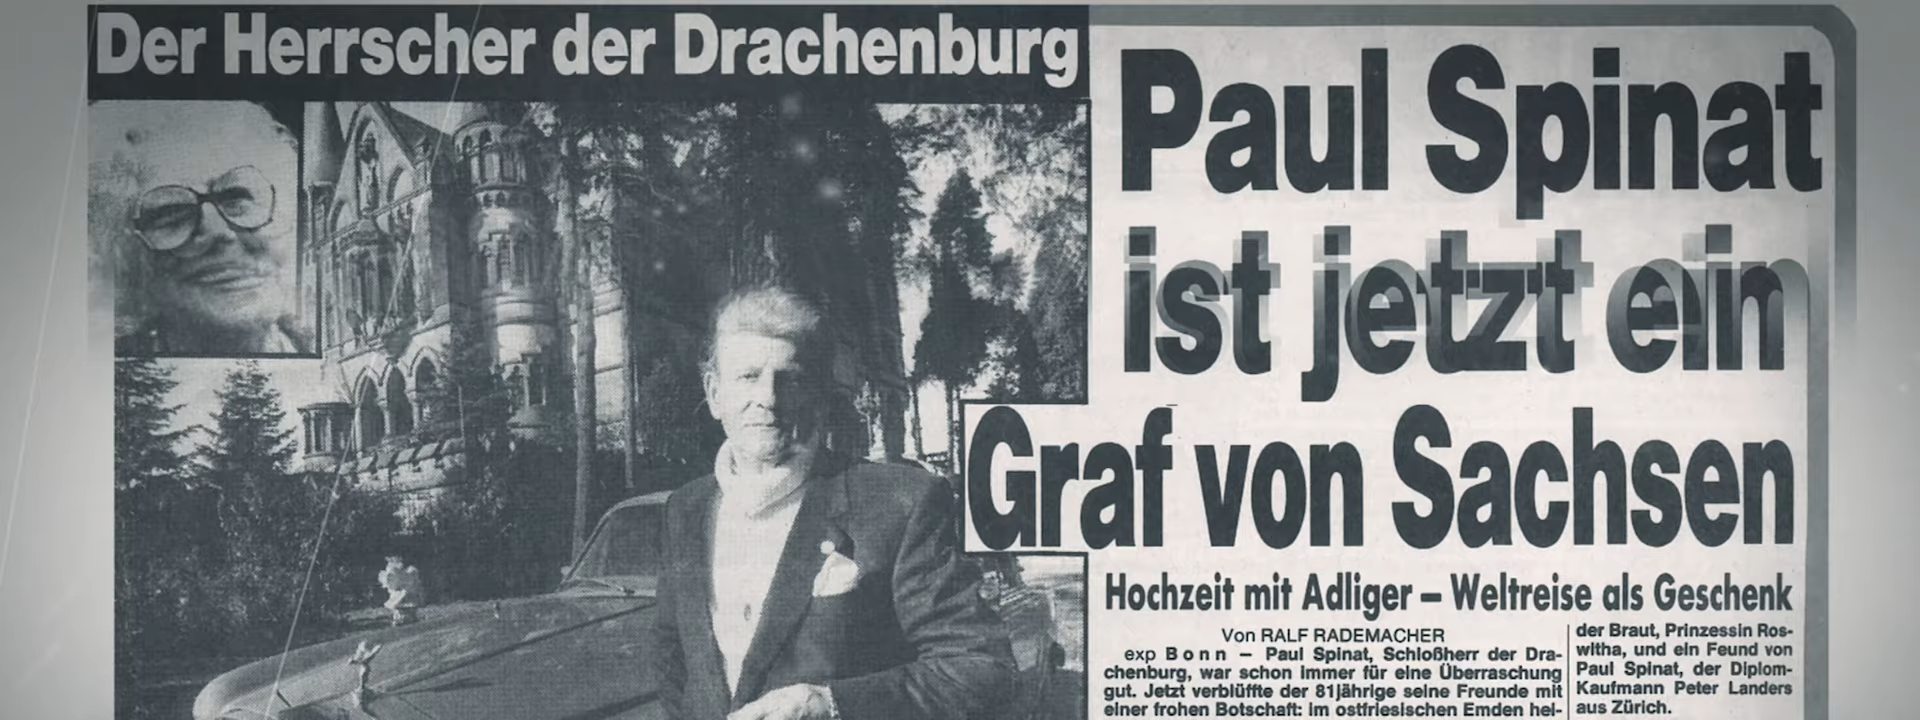 Der Herrscher der Drachenburg
Paul Spinat
ist jetzt ein
Graf von Sachsen
Hochzeit mit Adliger – Weltreise als Geschenk
Von RALF RADEMACHER
exp Bonn – Paul Spinat, Schloßherr der Dra-
chenburg, war schon immer für eine Überraschung
gut. Jetzt verblüffte der 81jährige seine Freunde mit
einer frohen Botschaft: im ostfriesischen Emden hei-
der Braut, Prinzessin Ros-
witha, und ein Feund von
Paul Spinat, der Diplom-
Kaufmann Peter Landers
aus Zürich.